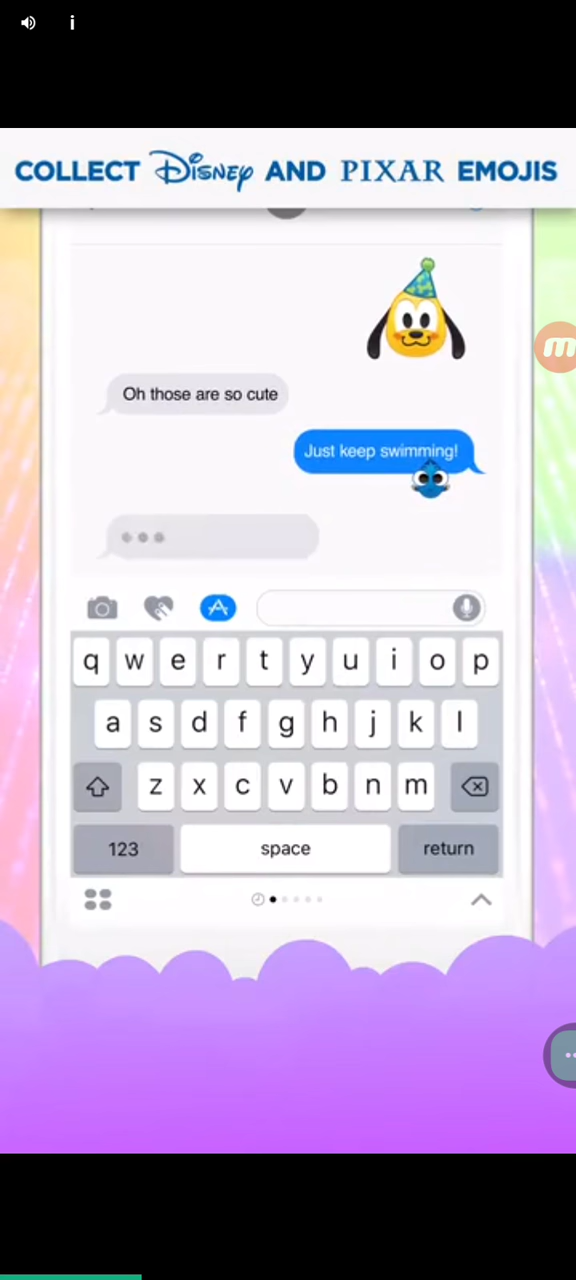 COLLECT Disney AND PIXAR EMOJIS
Oh those are so cute
Just keep swimming!
q w e r t y u i o p
a s d f g h j k l
z x c v b n m
123 space return